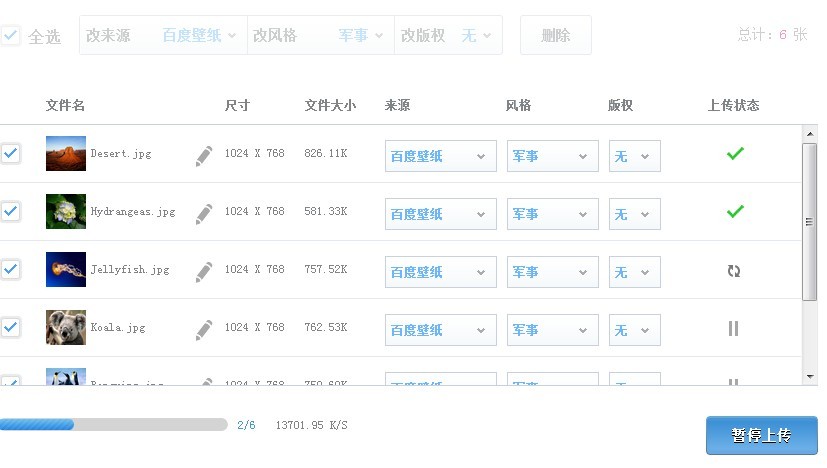 全选 改来源 百度壁纸 改风格 军事 改版权 无 删除 总计：6 张
文件名 尺寸 文件大小 来源 风格 版权 上传状态
Desert.jpg 1024 X 768 826.11K 百度壁纸 军事 无
Hydrangeas.jpg 1024 X 768 581.33K 百度壁纸 军事 无
Jellyfish.jpg 1024 X 768 757.52K 百度壁纸 军事 无
Koala.jpg 1024 X 768 762.53K 百度壁纸 军事 无
1024 X 768
2/6 13701.95 K/S 暂停上传